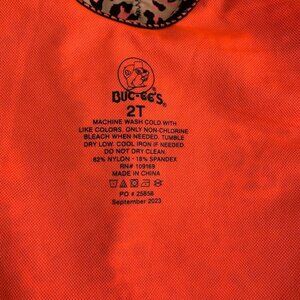 BUC-EE'S®
2T
MACHINE WASH COLD WITH
LIKE COLORS. ONLY NON-CHLORINE
BLEACH WHEN NEEDED. TUMBLE
DRY LOW. COOL IRON IF NEEDED.
DO NOT DRY CLEAN.
82% NYLON - 18% SPANDEX
RN# 109169
MADE IN CHINA
PO # 25858
September 2023